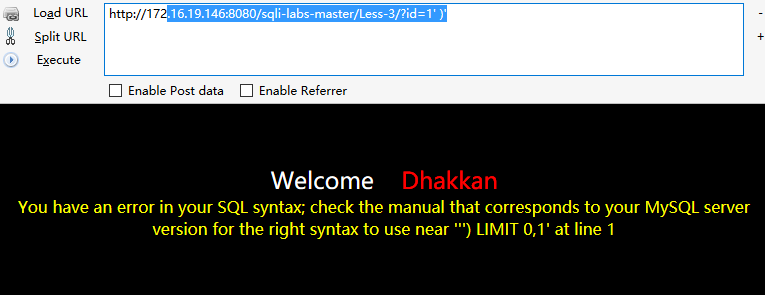 Load URL
http://172.16.19.146:8080/sqli-labs-master/Less-3/?id=1' )'
-
Split URL
+
Execute
Enable Post data Enable Referrer
Welcome Dhakkan
You have an error in your SQL syntax; check the manual that corresponds to your MySQL server
version for the right syntax to use near ''') LIMIT 0,1' at line 1